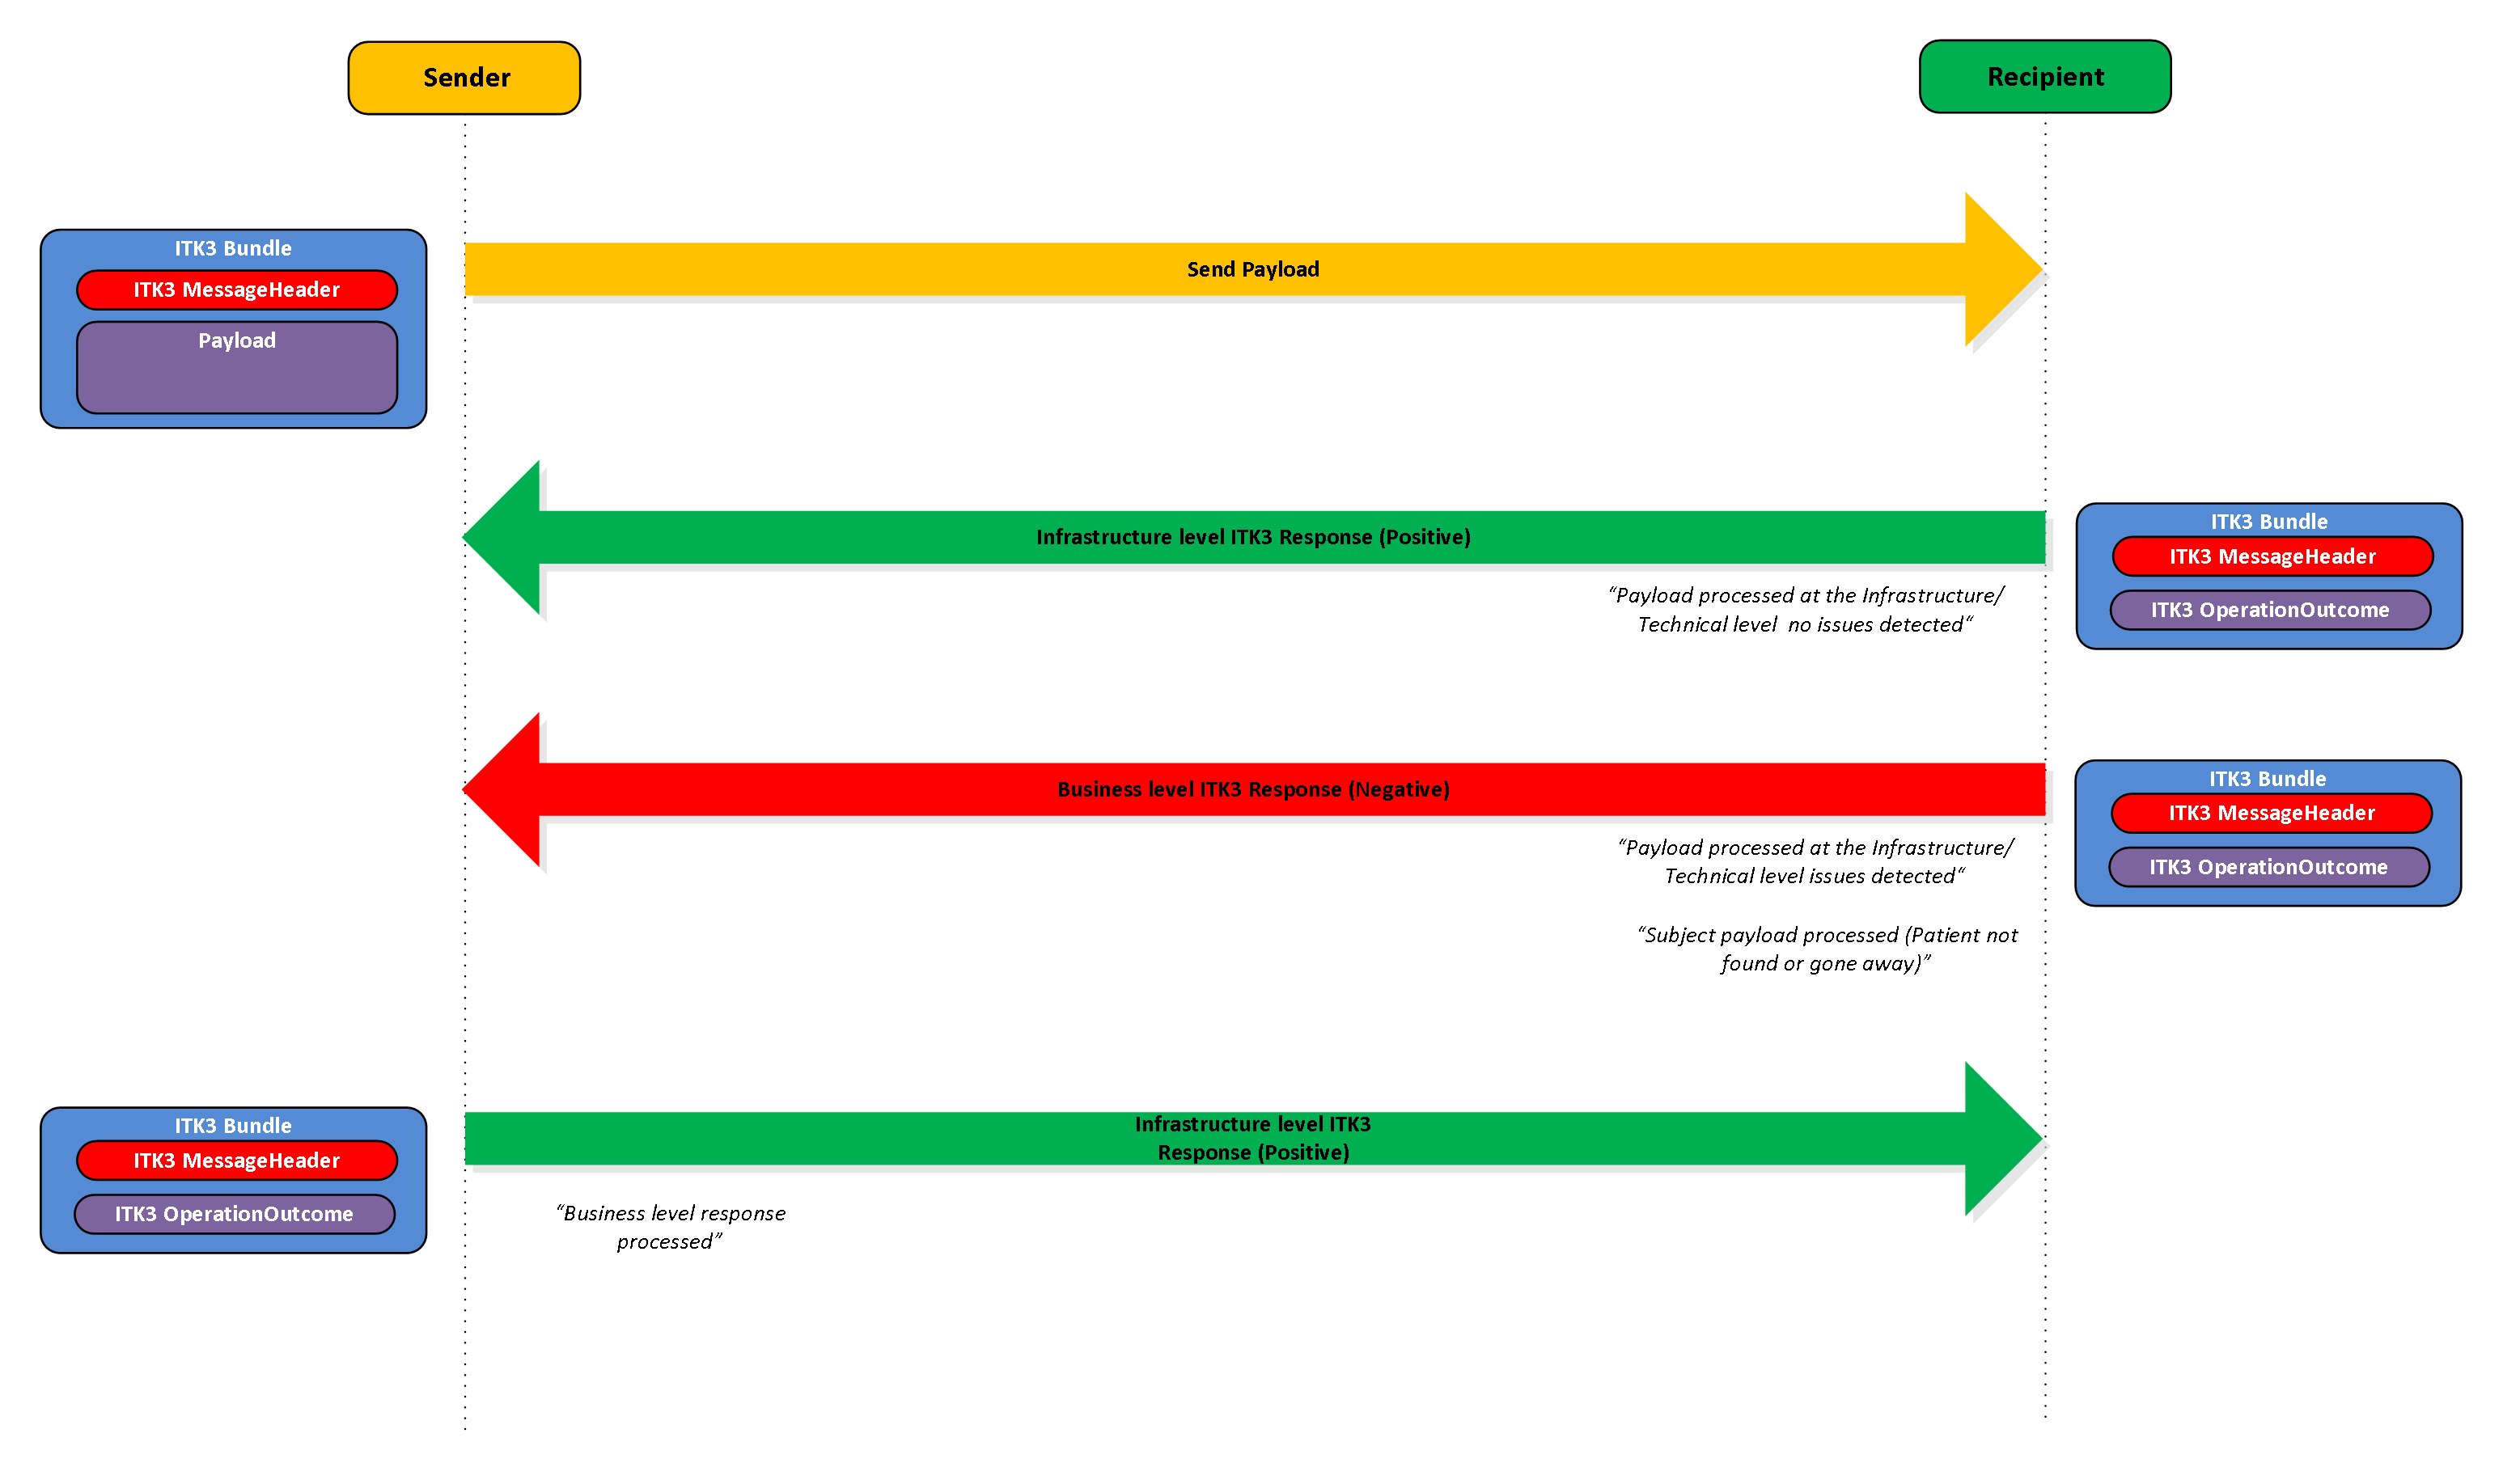 Sender
Recipient
ITK3 Bundle
ITK3 MessageHeader
Payload
Send Payload
Infrastructure level ITK3 Response (Positive)
“Payload processed at the Infrastructure/
Technical level  no issues detected“
ITK3 Bundle
ITK3 MessageHeader
ITK3 OperationOutcome
Business level ITK3 Response (Negative)
“Payload processed at the Infrastructure/
Technical level issues detected“
“Subject payload processed (Patient not
found or gone away)”
ITK3 Bundle
ITK3 MessageHeader
ITK3 OperationOutcome
ITK3 Bundle
ITK3 MessageHeader
ITK3 OperationOutcome
Infrastructure level ITK3
Response (Positive)
“Business level response
processed”